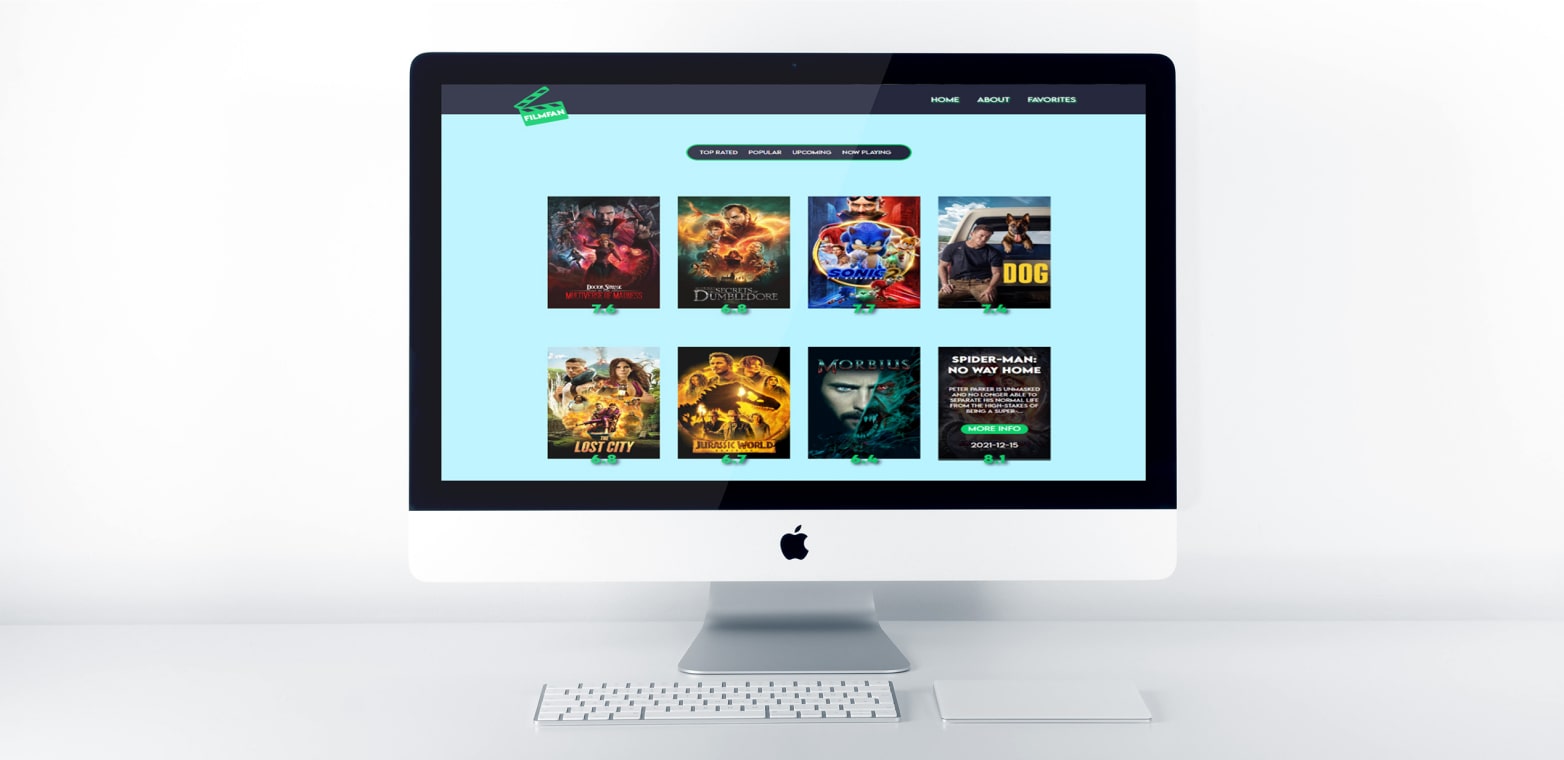 FILMFAN
HOME ABOUT FAVORITES
TOP RATED POPULAR UPCOMING NOW PLAYING
DOCTOR STRANGE
MULTIVERSE OF MADNESS
SECRETS OF
DUMBLEDORE
SONIC 2
DOG
7.6 6.8 7.7 7.4
THE
LOST CITY
JURASSIC WORLD
MORBIUS
SPIDER-MAN:
NO WAY HOME
PETER PARKER IS UNMASKED
AND NO LONGER ABLE TO
SEPARATE HIS NORMAL LIFE
FROM THE HIGH-STAKES OF
BEING A SUPER-...
MORE INFO
2021-12-15
6.8 6.7 6.4 8.1